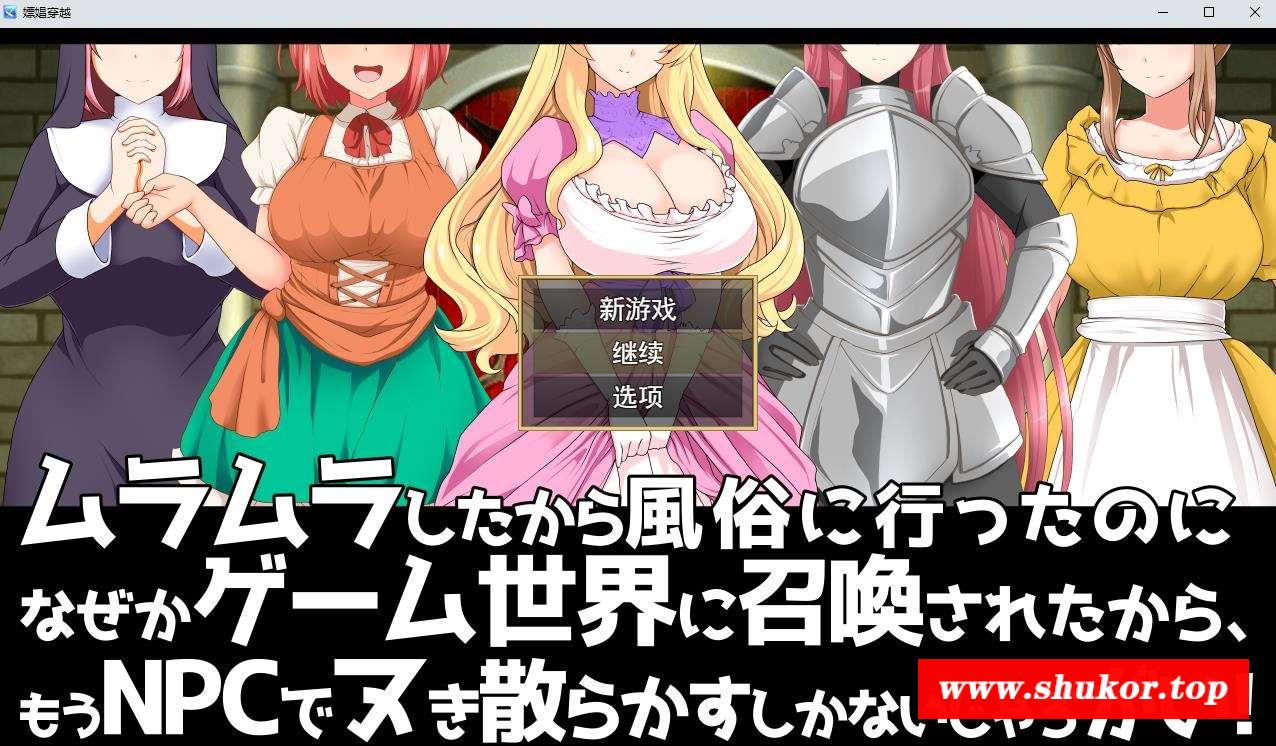 嫖娼穿越
新游戏
继续
选项
ムラムラしたから風俗に行ったのに
なぜかゲーム世界に召喚されたから、
もうNPCでヌき散らかすしかない
www.shukor.top